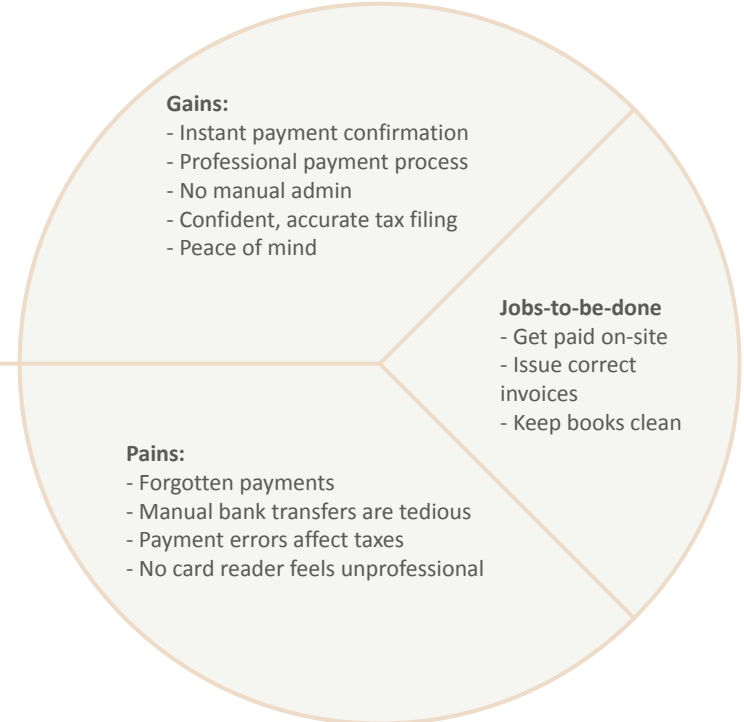 Gains:
- Instant payment confirmation
- Professional payment process
- No manual admin
- Confident, accurate tax filing
- Peace of mind
Jobs-to-be-done
- Get paid on-site
- Issue correct
invoices
- Keep books clean
Pains:
- Forgotten payments
- Manual bank transfers are tedious
- Payment errors affect taxes
- No card reader feels unprofessional